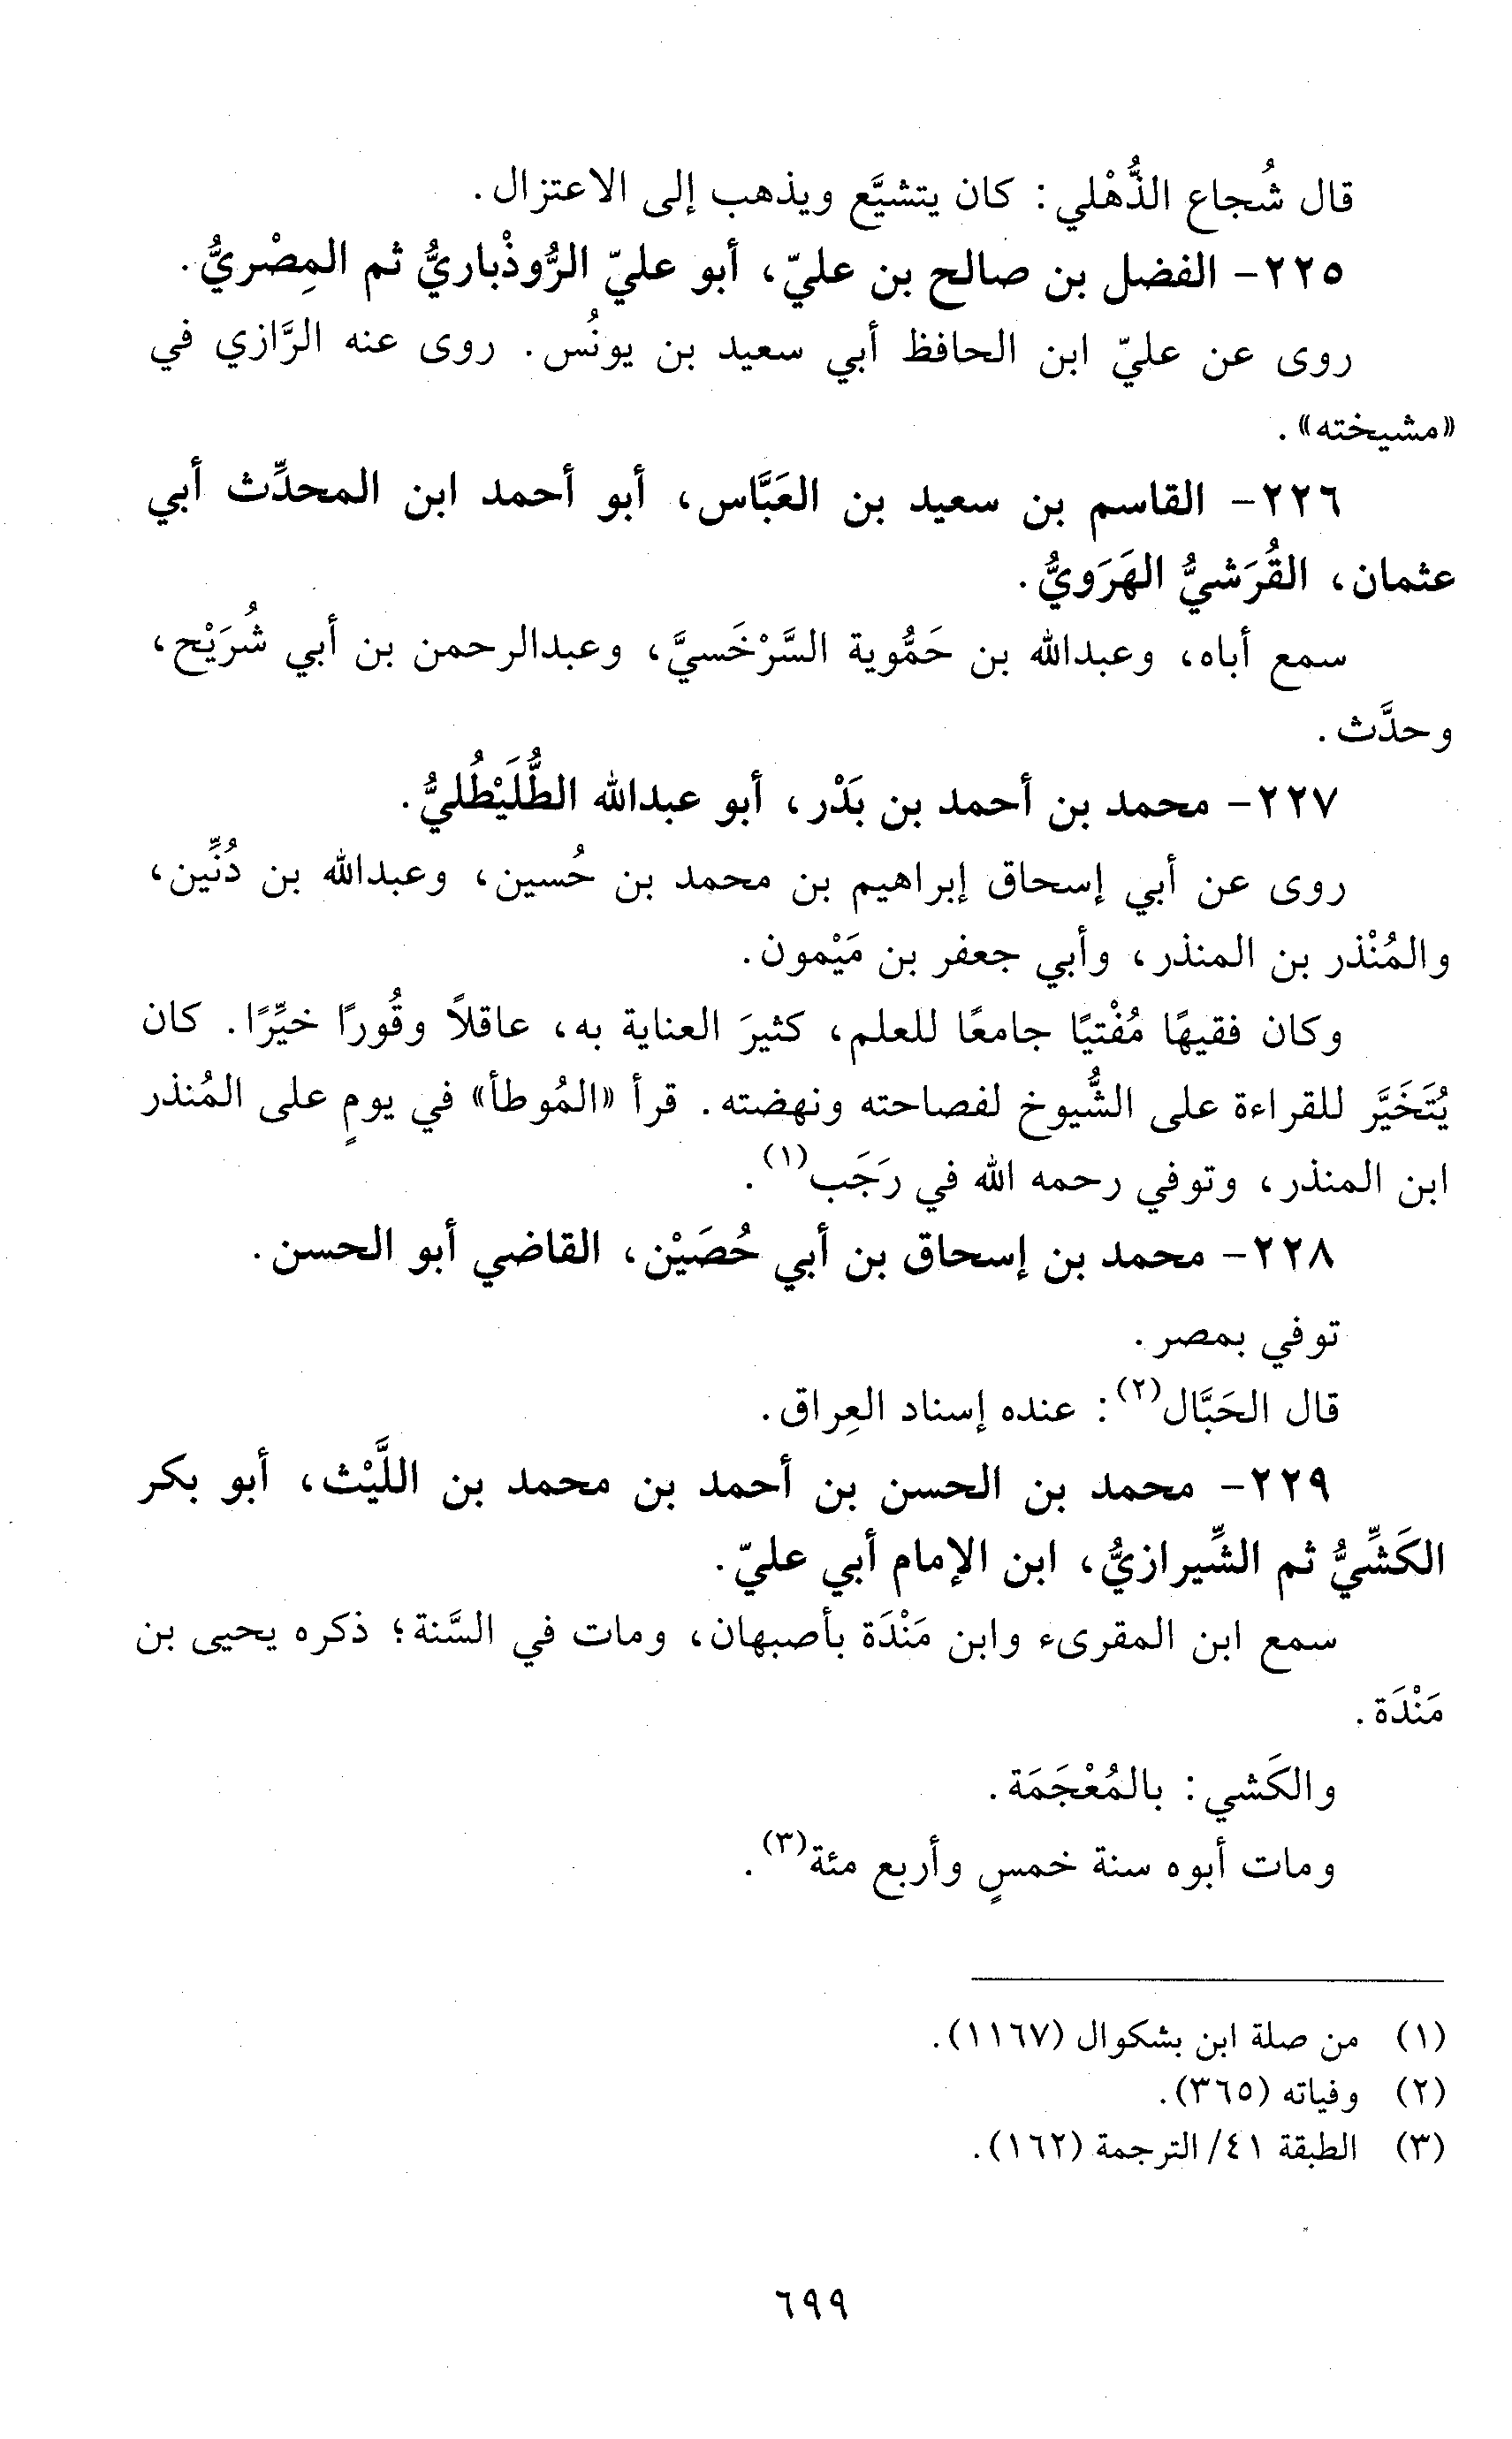 قال شُجاع الذُّهْلي: كان يتشيَّع ويذهب إلى الاعتزال.
٢٢٥- الفضل بن صالح بن عليّ، أبو عليّ الرُّوذْباريُّ ثم المِصْريُّ.
روى عن عليّ ابن الحافظ أبي سعيد بن يونُس. روى عنه الرَّازي في
«مشيخته».
٢٢٦- القاسم بن سعيد بن العَبَّاس، أبو أحمد ابن المحدِّث أبي
عثمان، القُرَشيُّ الهَرَويُّ.
سمع أباه، وعبدالله بن حَمُّوية السَّرْخَسيَّ، وعبدالرحمن بن أبي شُرَيْح،
وحدَّث.
٢٢٧- محمد بن أحمد بن بَدْر، أبو عبدالله الطُّلَيْطُليُّ.
روى عن أبي إسحاق إبراهيم بن محمد بن حُسين، وعبدالله بن دُنِّين،
والمُنْذر بن المنذر، وأبي جعفر بن مَيْمون.
وكان فقيهًا مُفْتيًا جامعًا للعلم، كثيرَ العناية به، عاقلاً وقُورًا خيِّرًا. كان
يُتَخَيَّر للقراءة على الشُّيوخ لفصاحته ونهضته. قرأ «المُوطأ» في يومٍ على المُنذر
ابن المنذر، وتوفي رحمه الله في رَجَب(١).
٢٢٨- محمد بن إسحاق بن أبي حُصَيْن، القاضي أبو الحسن.
توفي بمصر.
قال الحَبَّال(٢): عنده إسناد العِراق.
٢٢٩- محمد بن الحسن بن أحمد بن محمد بن اللَّيْث، أبو بكر
الكَشِّيُّ ثم الشِّيرازيُّ، ابن الإمام أبي عليّ.
سمع ابن المقرىء وابن مَنْدَة بأصبهان، ومات في السَّنة؛ ذكره يحيى بن
مَنْدَة.
والكَشي: بالمُعْجَمَة.
ومات أبوه سنة خمسٍ وأربع مئة(٣).
(١) من صلة ابن بشكوال (١١٦٧).
(٢) وفياته (٣٦٥).
(٣) الطبقة ٤١/ الترجمة (١٦٢).
٦٩٩